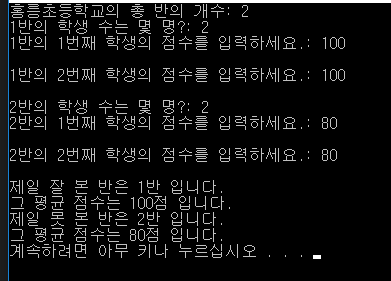 홍릉초등학교의 총 반의 개수: 2
1반의 학생 수는 몇 명?: 2
1반의 1번째 학생의 점수를 입력하세요.: 100
1반의 2번째 학생의 점수를 입력하세요.: 100
2반의 학생 수는 몇 명?: 2
2반의 1번째 학생의 점수를 입력하세요.: 80
2반의 2번째 학생의 점수를 입력하세요.: 80
제일 잘 본 반은 1반 입니다.
그 평균 점수는 100점 입니다.
제일 못 본 반은 2반 입니다.
그 평균 점수는 80점 입니다.
계속하려면 아무 키나 누르십시오 . . .